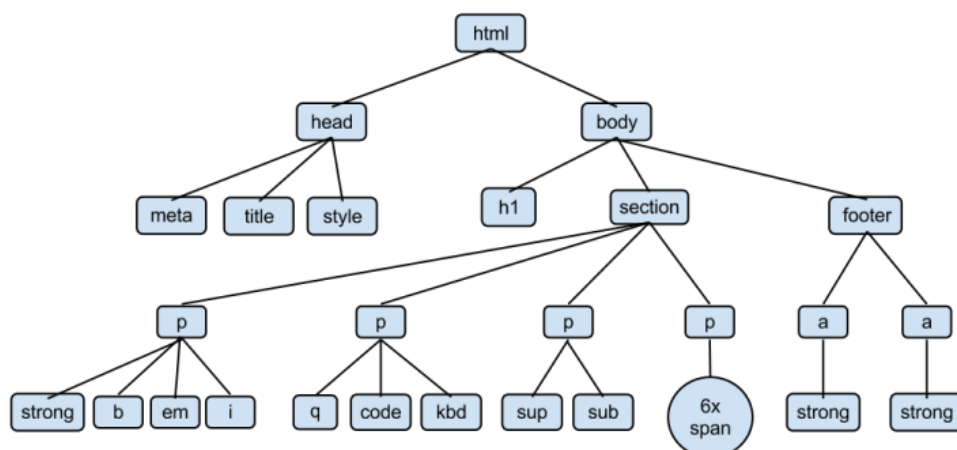 html
head
body
meta
title
style
h1
section
footer
p
p
p
p
a
a
strong
b
em
i
q
code
kbd
sup
sub
6x
span
strong
strong